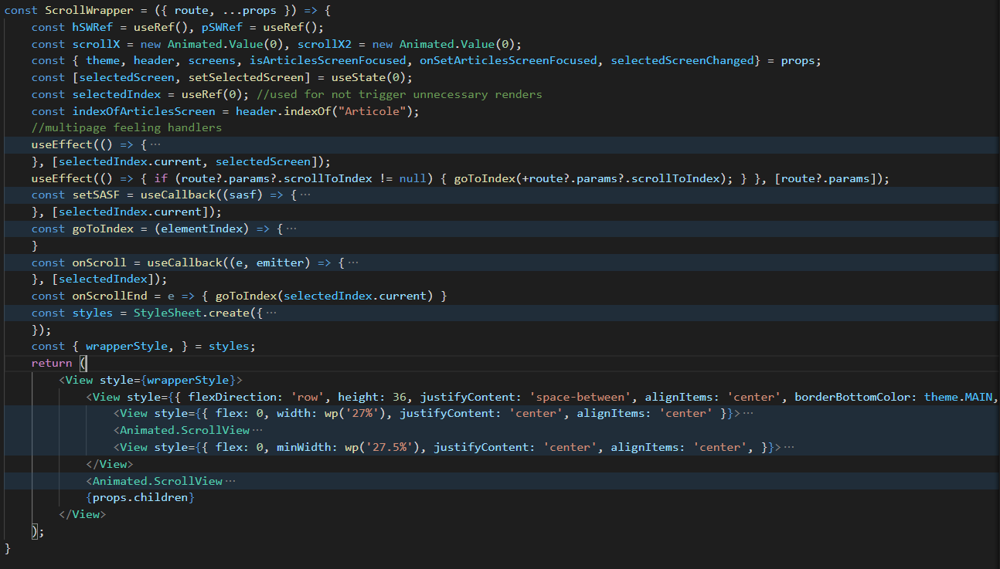 const ScrollWrapper = ({ route, ...props }) => {
const hSWRef = useRef(), pSWRef = useRef();
const scrollX = new Animated.Value(0), scrollX2 = new Animated.Value(0);
const { theme, header, screens, isArticlesScreenFocused, onSetArticlesScreenFocused, selectedScreenChanged} = props;
const [selectedScreen, setSelectedScreen] = useState(0);
const selectedIndex = useRef(0); //used for not trigger unnecessary renders
const indexOfArticlesScreen = header.indexOf("Articole");
//multipage feeling handlers
useEffect(() => {···
}, [selectedIndex.current, selectedScreen]);
useEffect(() => { if (route?.params?.scrollToIndex != null) { goToIndex(+route?.params?.scrollToIndex); } }, [route?.params]);
const setSASF = useCallback((sasf) => {···
}, [selectedIndex.current]);
const goToIndex = (elementIndex) => {···
}
const onScroll = useCallback((e, emitter) => {···
}, [selectedIndex]);
const onScrollEnd = e => { goToIndex(selectedIndex.current) }
const styles = StyleSheet.create({···
});
const { wrapperStyle, } = styles;
return (
<View style={wrapperStyle}>
<View style={{ flexDirection: 'row', height: 36, justifyContent: 'space-between', alignItems: 'center', borderBottomColor: theme.MAIN,
<View style={{ flex: 0, width: wp('27%'), justifyContent: 'center', alignItems: 'center' }}>···
<Animated.ScrollView···
<View style={{ flex: 0, minWidth: wp('27.5%'), justifyContent: 'center', alignItems: 'center', }}>···
</View>
<Animated.ScrollView···
{props.children}
</View>
);
}